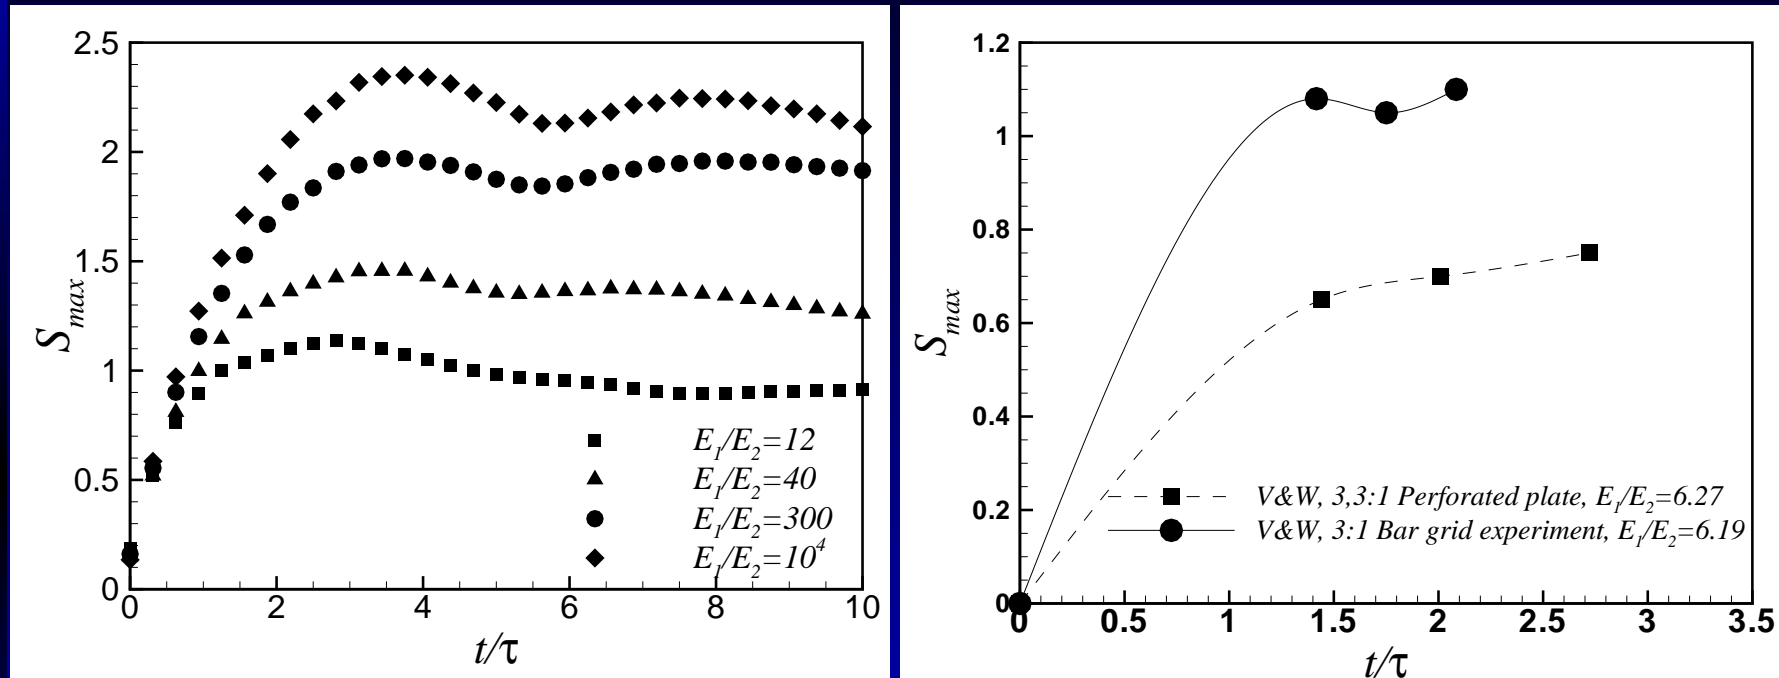 2.5
2
1.5
1
0.5
0
S_max
0 2 4 6 8 10
t/τ
E₁/E₂=12
E₁/E₂=40
E₁/E₂=300
E₁/E₂=10⁴
1.2
1
0.8
0.6
0.4
0.2
0
S_max
0 0.5 1 1.5 2 2.5 3 3.5
t/τ
V&W, 3,3:1 Perforated plate, E₁/E₂=6.27
V&W, 3:1 Bar grid experiment, E₁/E₂=6.19